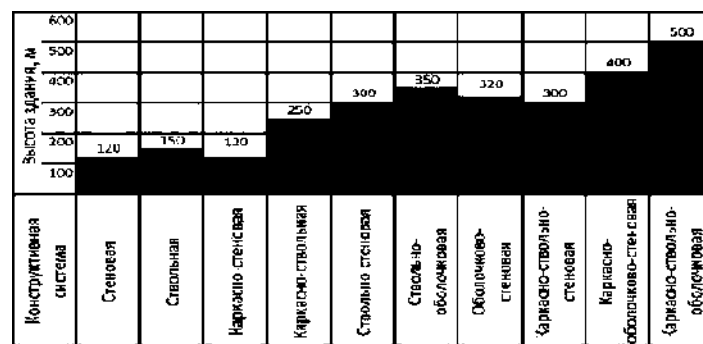 Высота здания, м
600
500
400
300
200
100
120
150
120
250
300
350
320
300
400
500
Конструктивная
система
Стеновая
Ствольная
Каркасно-стеновая
Каркасно-ствольная
Ствольно-стеновая
Ствольно-
оболочковая
Оболочково-
стеновая
Каркасно-ствольно-
стеновая
Каркасно-
оболочково-стеновая
Каркасно-ствольно-
оболочковая